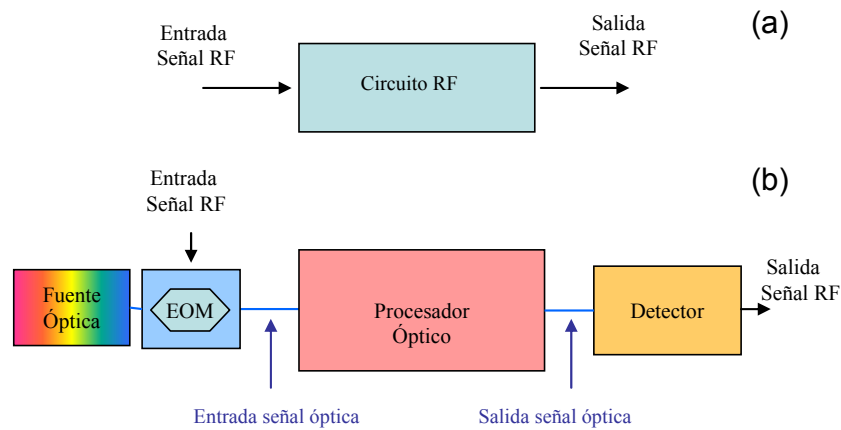 (a)
Entrada
Señal RF
Circuito RF
Salida
Señal RF
(b)
Entrada
Señal RF
Fuente
Óptica
EOM
Procesador
Óptico
Detector
Salida
Señal RF
Entrada señal óptica
Salida señal óptica